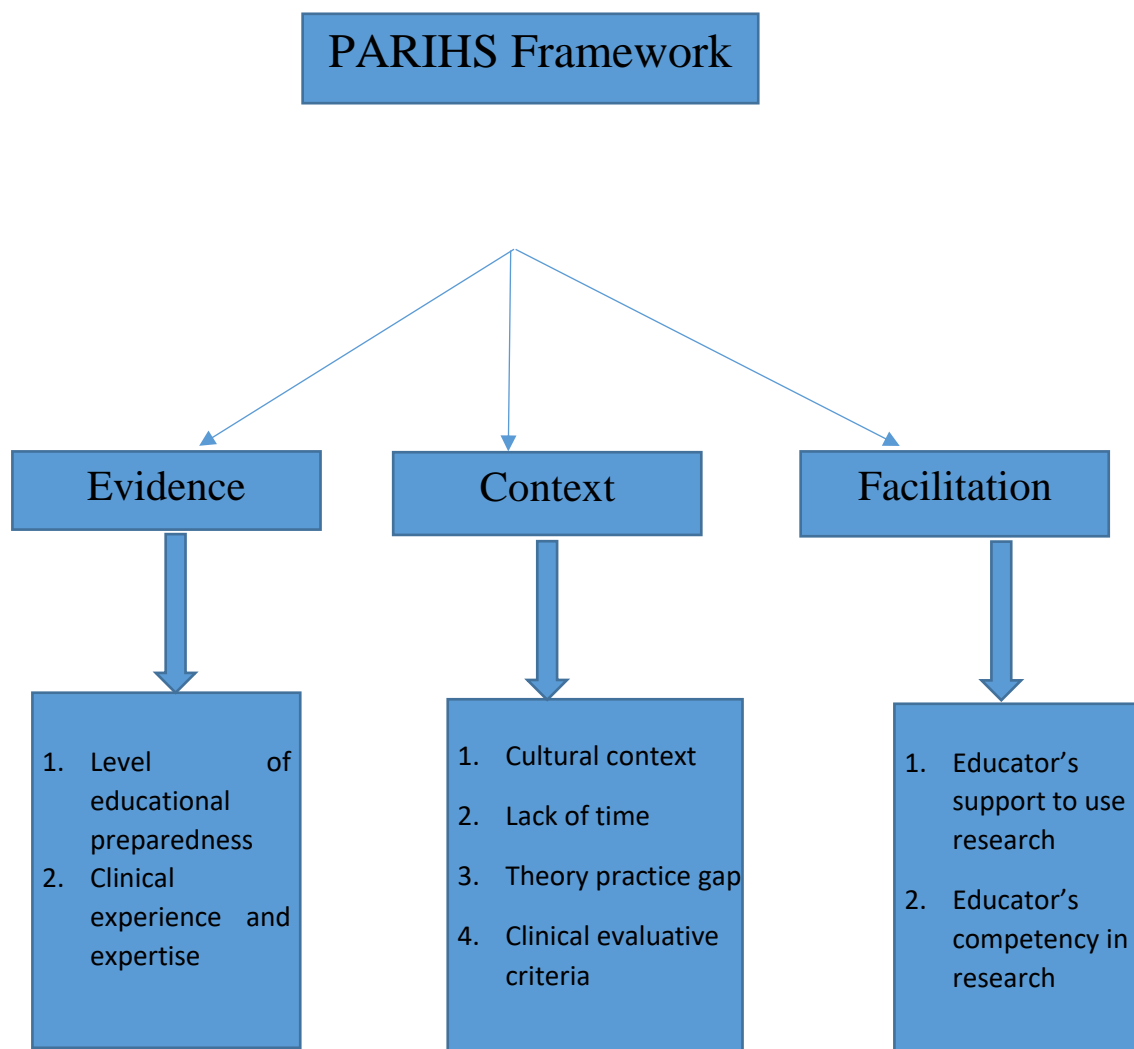 PARIHS Framework
Evidence
Context
Facilitation
1. Level of
educational
preparedness
2. Clinical
experience and
expertise
1. Cultural context
2. Lack of time
3. Theory practice gap
4. Clinical evaluative
criteria
1. Educator’s
support to use
research
2. Educator’s
competency in
research